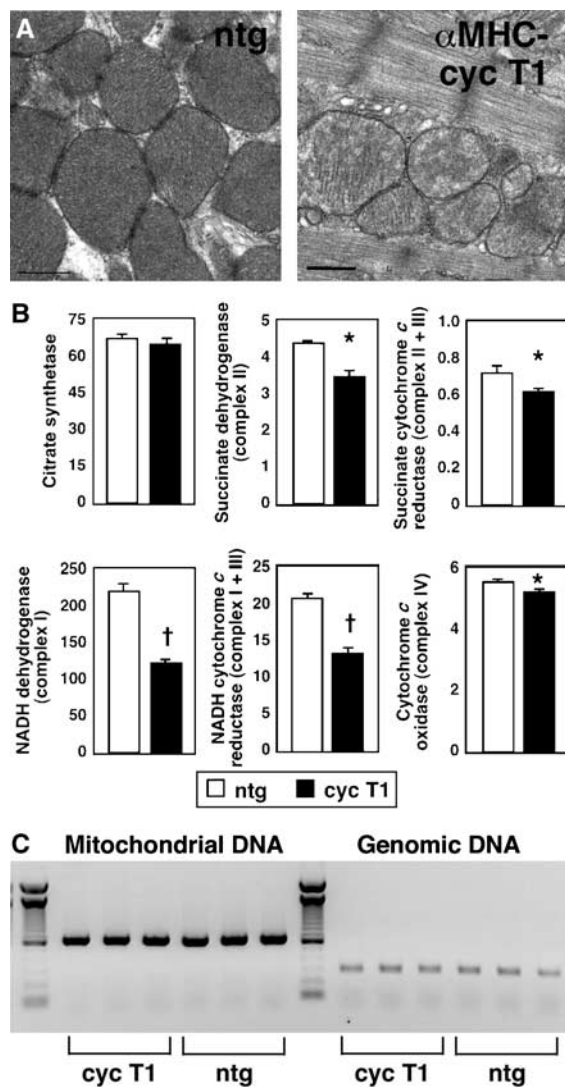 A
ntg
αMHC-
cyc T1
B
75
60
45
30
15
0
Citrate synthetase
5
4
3
2
1
0
Succinate dehydrogenase
(complex II)
*
1.0
0.8
0.6
0.4
0.2
0
Succinate cytochrome c
reductase (complex II + III)
*
250
200
150
100
50
0
NADH dehydrogenase
(complex I)
†
25
20
15
10
5
0
NADH cytochrome c
reductase (complex I + III)
†
6
4
2
0
Cytochrome c
oxidase (complex IV)
*
ntg cyc T1
C
Mitochondrial DNA Genomic DNA
cyc T1 ntg cyc T1 ntg